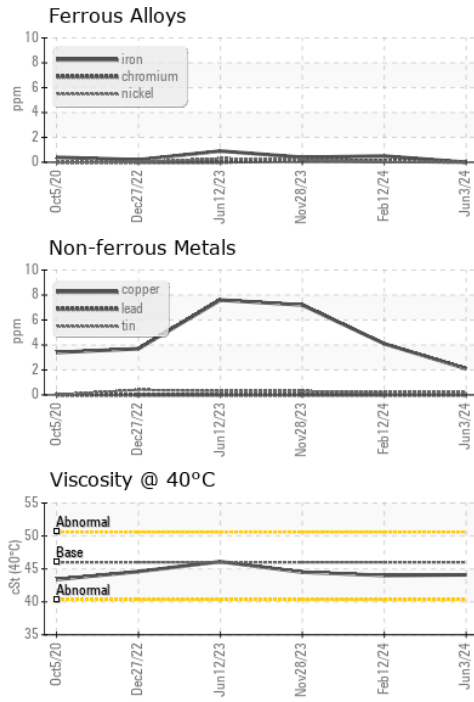 Ferrous Alloys
10
8
6
4
2
0
ppm
iron
chromium
nickel
Oct5/20
Dec27/22
Jun12/23
Nov28/23
Feb12/24
Jun3/24
Non-ferrous Metals
10
8
6
4
2
0
ppm
copper
lead
tin
Oct5/20
Dec27/22
Jun12/23
Nov28/23
Feb12/24
Jun3/24
Viscosity @ 40°C
55
50
45
40
35
cSt (40°C)
Abnormal
Base
Abnormal
Oct5/20
Dec27/22
Jun12/23
Nov28/23
Feb12/24
Jun3/24